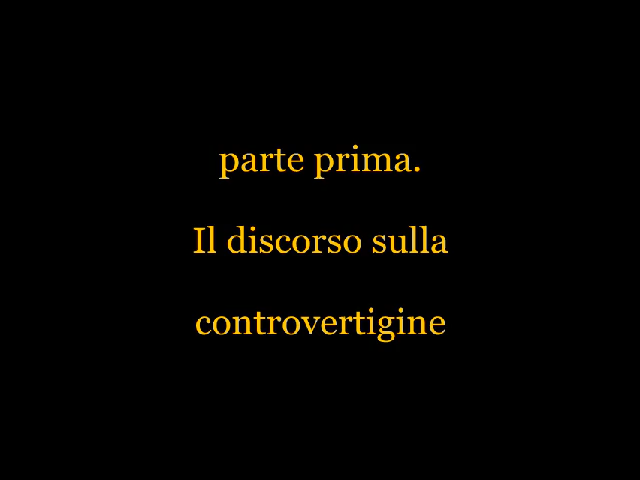 parte prima.
Il discorso sulla
controvertigine